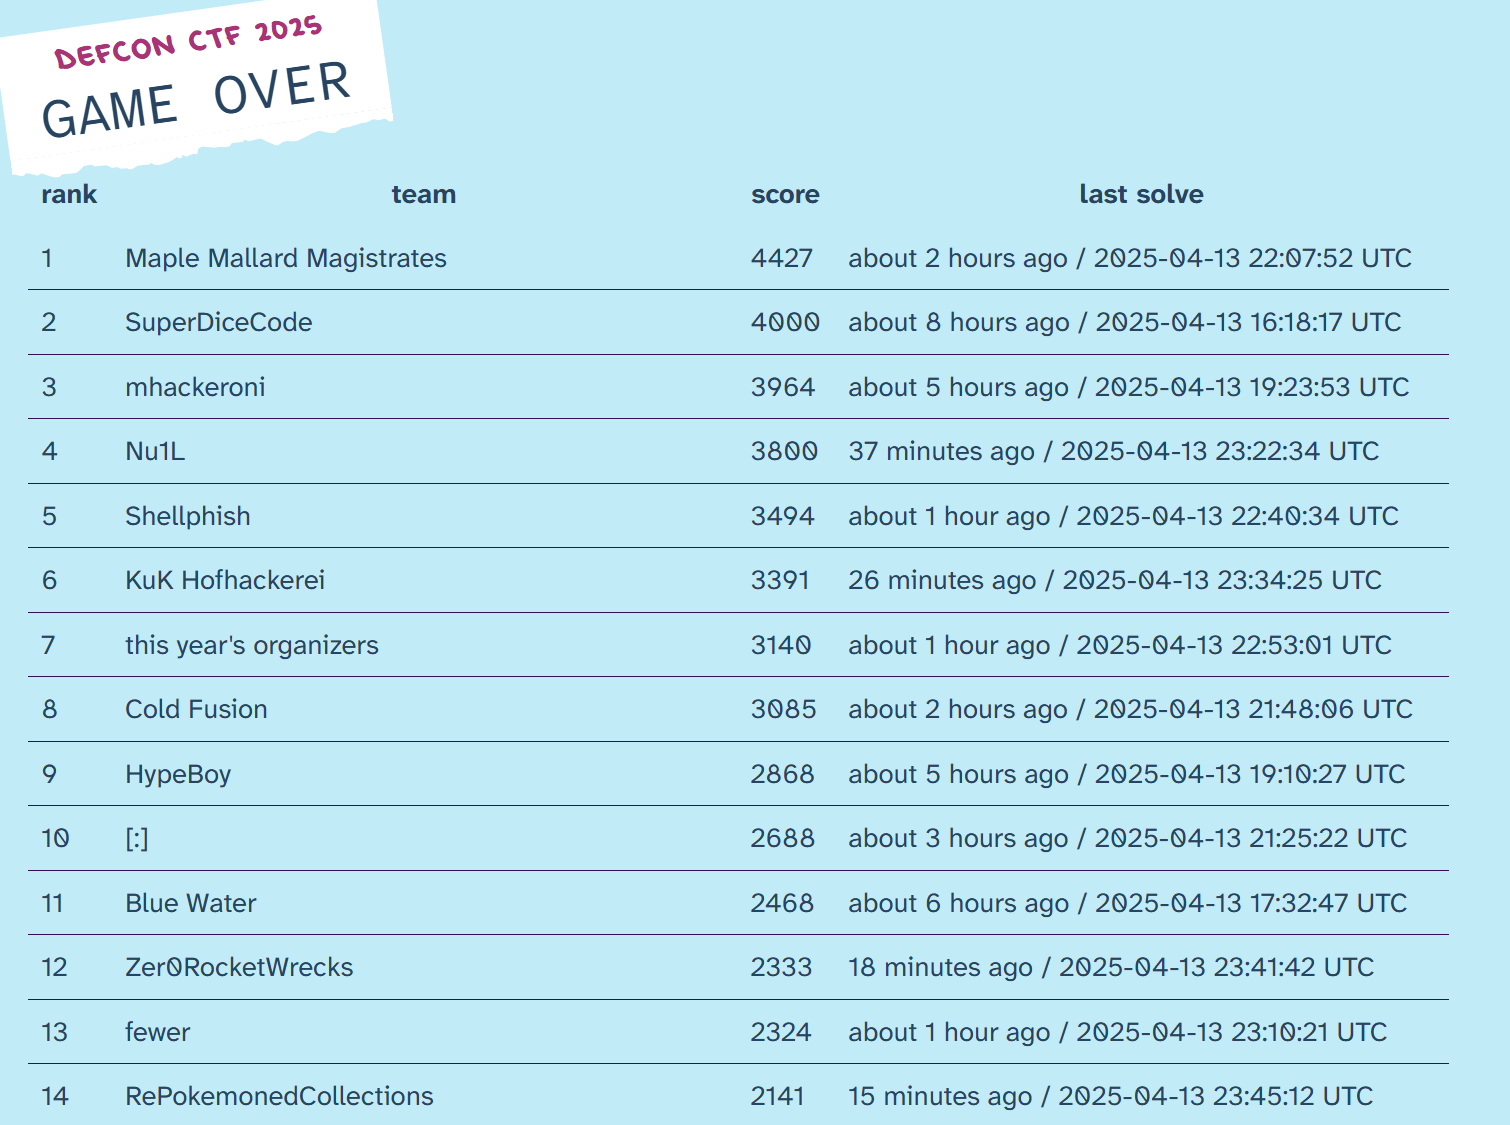 DEFCON CTF 2025
GAME OVER
rank team score last solve
1 Maple Mallard Magistrates 4427 about 2 hours ago / 2025-04-13 22:07:52 UTC
2 SuperDiceCode 4000 about 8 hours ago / 2025-04-13 16:18:17 UTC
3 mhackeroni 3964 about 5 hours ago / 2025-04-13 19:23:53 UTC
4 Nu1L 3800 37 minutes ago / 2025-04-13 23:22:34 UTC
5 Shellphish 3494 about 1 hour ago / 2025-04-13 22:40:34 UTC
6 KuK Hofhackerei 3391 26 minutes ago / 2025-04-13 23:34:25 UTC
7 this year's organizers 3140 about 1 hour ago / 2025-04-13 22:53:01 UTC
8 Cold Fusion 3085 about 2 hours ago / 2025-04-13 21:48:06 UTC
9 HypeBoy 2868 about 5 hours ago / 2025-04-13 19:10:27 UTC
10 [:] 2688 about 3 hours ago / 2025-04-13 21:25:22 UTC
11 Blue Water 2468 about 6 hours ago / 2025-04-13 17:32:47 UTC
12 Zer0RocketWrecks 2333 18 minutes ago / 2025-04-13 23:41:42 UTC
13 fewer 2324 about 1 hour ago / 2025-04-13 23:10:21 UTC
14 RePokemonedCollections 2141 15 minutes ago / 2025-04-13 23:45:12 UTC